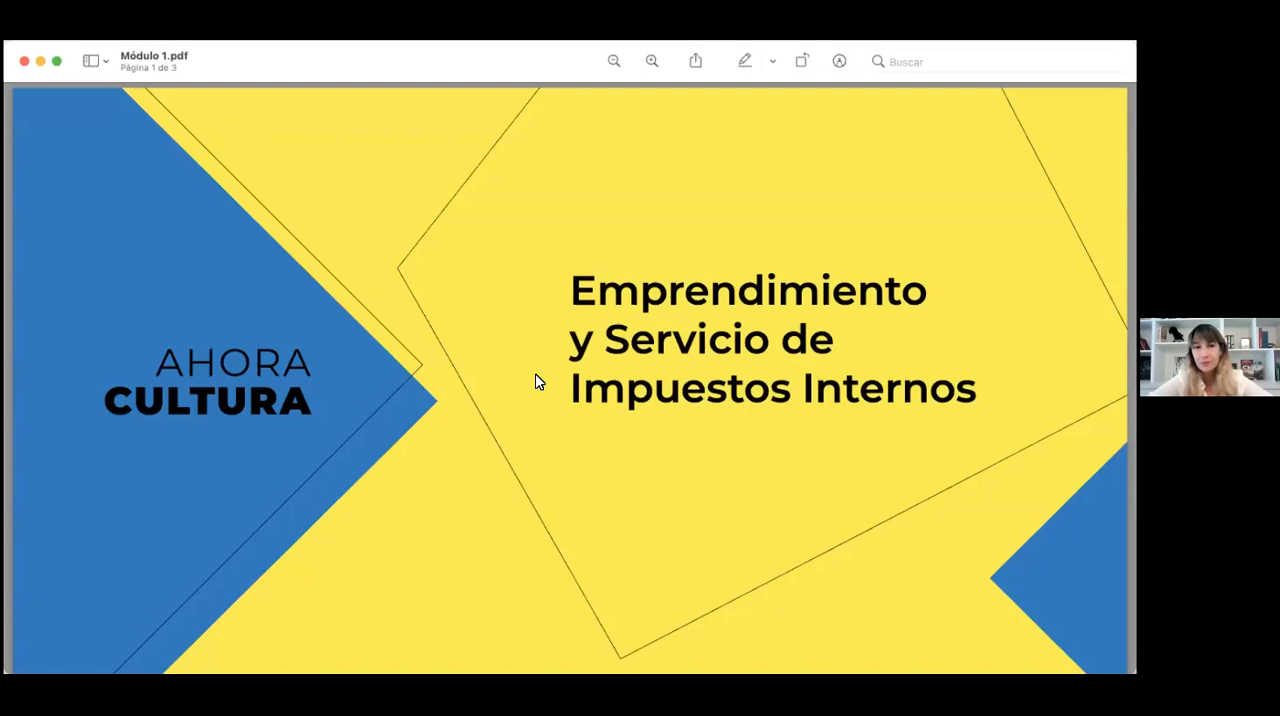 Módulo 1.pdf
Página 1 de 3
Buscar
AHORA
CULTURA
Emprendimiento
y Servicio de
Impuestos Internos